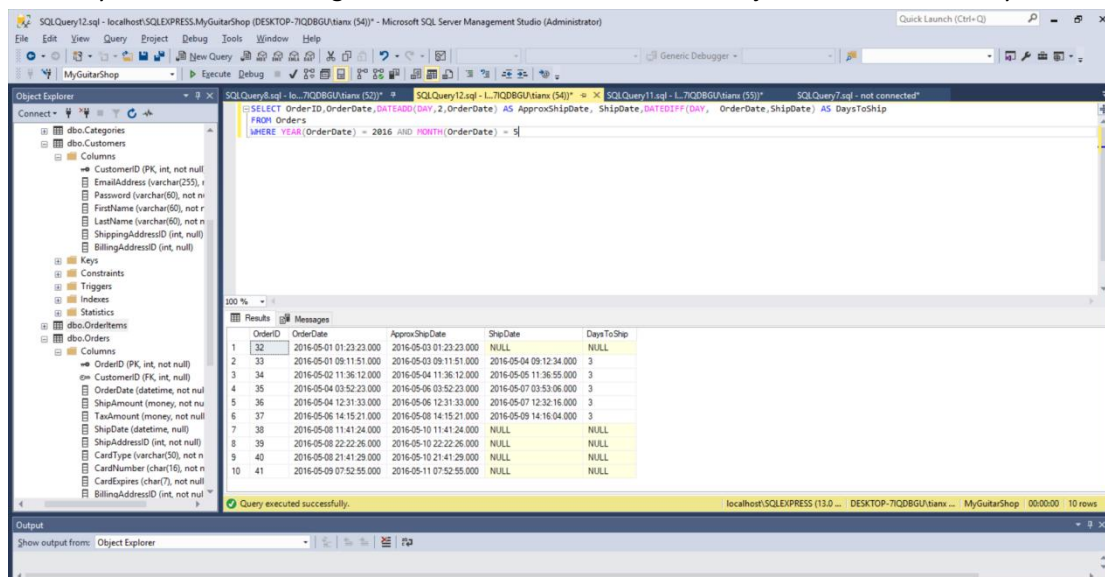 SQLQuery12.sql - localhost\SQLEXPRESS.MyGuitarShop (DESKTOP-7IQDBGU\tianx (54))* - Microsoft SQL Server Management Studio (Administrator)
Quick Launch (Ctrl+Q)
File Edit View Query Project Debug Tools Window Help
New Query
Generic Debugger
MyGuitarShop
Execute Debug
Object Explorer
SQLQuery8.sql - lo...7IQDBGU\tianx (52))*
SQLQuery12.sql - l...7IQDBGU\tianx (54))*
SQLQuery11.sql - l...7IQDBGU\tianx (55))*
SQLQuery7.sql - not connected*
Connect
dbo.Categories
dbo.Customers
Columns
CustomerID (PK, int, not null
EmailAddress (varchar(255),
Password (varchar(60), not
FirstName (varchar(60), not
LastName (varchar(60), not
ShippingAddressID (int, null)
BillingAddressID (int, null)
Keys
Constraints
Triggers
Indexes
Statistics
dbo.OrderItems
dbo.Orders
Columns
OrderID (PK, int, not null)
CustomerID (FK, int, null)
OrderDate (datetime, not nul
ShipAmount (money, not nu
TaxAmount (money, not null
ShipDate (datetime, null)
ShipAddressID (int, not null)
CardType (varchar(50), not n
CardNumber (char(16), not n
CardExpires (char(7), not null
BillingAddressID (int, not nul
SELECT OrderID,OrderDate,DATEADD(DAY,2,OrderDate) AS ApproxShipDate, ShipDate,DATEDIFF(DAY, OrderDate,ShipDate) AS DaysToShip
FROM Orders
WHERE YEAR(OrderDate) = 2016 AND MONTH(OrderDate) = 5
100 %
Results Messages
OrderID OrderDate ApproxShipDate ShipDate DaysToShip
1 32 2016-05-01 01:23:23.000 2016-05-03 01:23:23.000 NULL NULL
2 33 2016-05-01 09:11:51.000 2016-05-03 09:11:51.000 2016-05-04 09:12:34.000 3
3 34 2016-05-02 11:36:12.000 2016-05-04 11:36:12.000 2016-05-05 11:36:55.000 3
4 35 2016-05-04 03:52:23.000 2016-05-06 03:52:23.000 2016-05-07 03:53:06.000 3
5 36 2016-05-04 12:31:33.000 2016-05-06 12:31:33.000 2016-05-07 12:32:16.000 3
6 37 2016-05-06 14:15:21.000 2016-05-08 14:15:21.000 2016-05-09 14:16:04.000 3
7 38 2016-05-08 11:41:24.000 2016-05-10 11:41:24.000 NULL NULL
8 39 2016-05-08 22:22:26.000 2016-05-10 22:22:26.000 NULL NULL
9 40 2016-05-08 21:41:29.000 2016-05-10 21:41:29.000 NULL NULL
10 41 2016-05-09 07:52:55.000 2016-05-11 07:52:55.000 NULL NULL
Query executed successfully.
localhost\SQLEXPRESS (13.0 ... DESKTOP-7IQDBGU\tianx ... MyGuitarShop 00:00:00 10 rows
Output
Show output from: Object Explorer